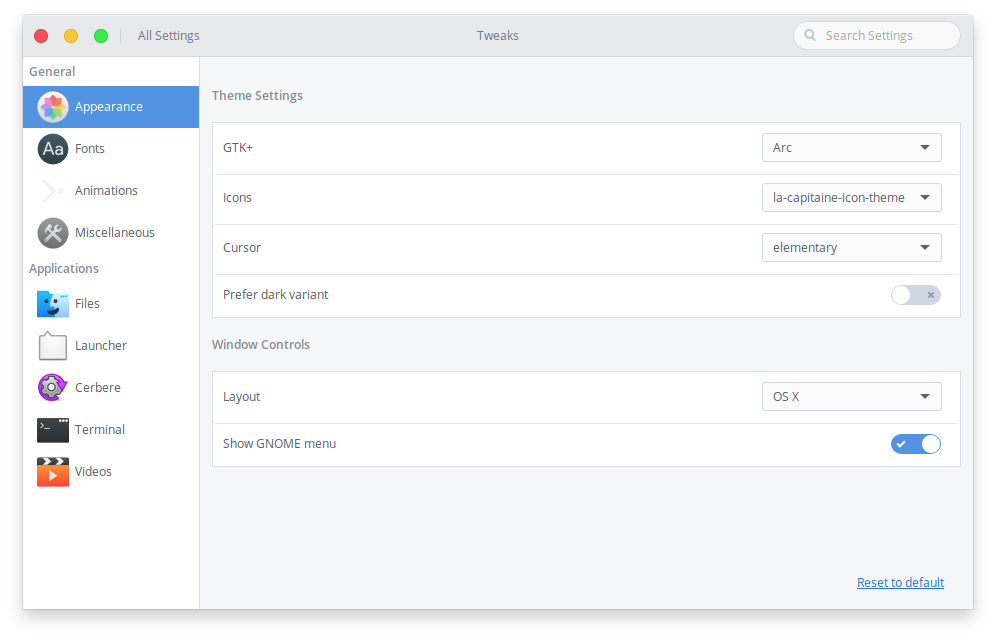 All Settings
Tweaks
Search Settings
General
Appearance
Aa
Fonts
Animations
Miscellaneous
Applications
Files
Launcher
Cerbere
Terminal
Videos
Theme Settings
GTK+
Arc
Icons
la-capitaine-icon-theme
Cursor
elementary
Prefer dark variant
Window Controls
Layout
OS X
Show GNOME menu
Reset to default